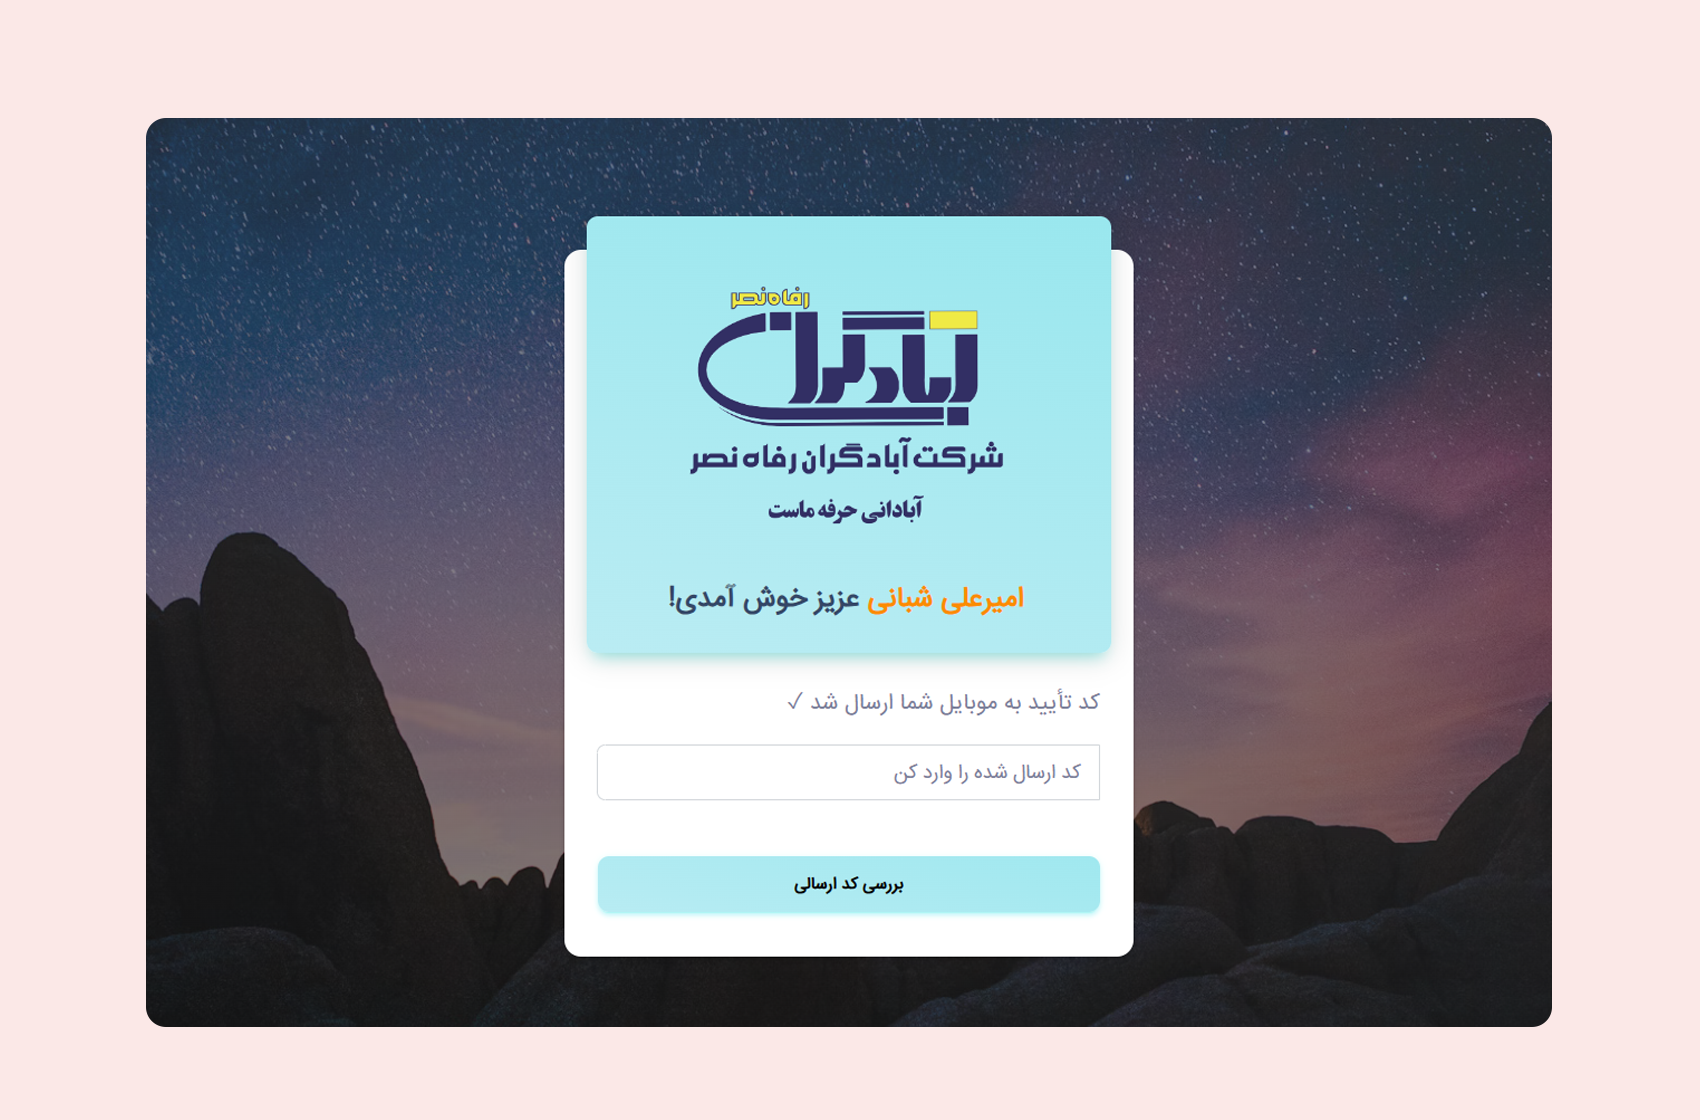 رفاه نصر
آبادگران
شرکت آبادگران رفاه نصر
آبادانی حرفه ماست
امیرعلی شبانی عزیز خوش آمدی!
کد تأیید به موبایل شما ارسال شد ✓
کد ارسال شده را وارد کن
بررسی کد ارسالی